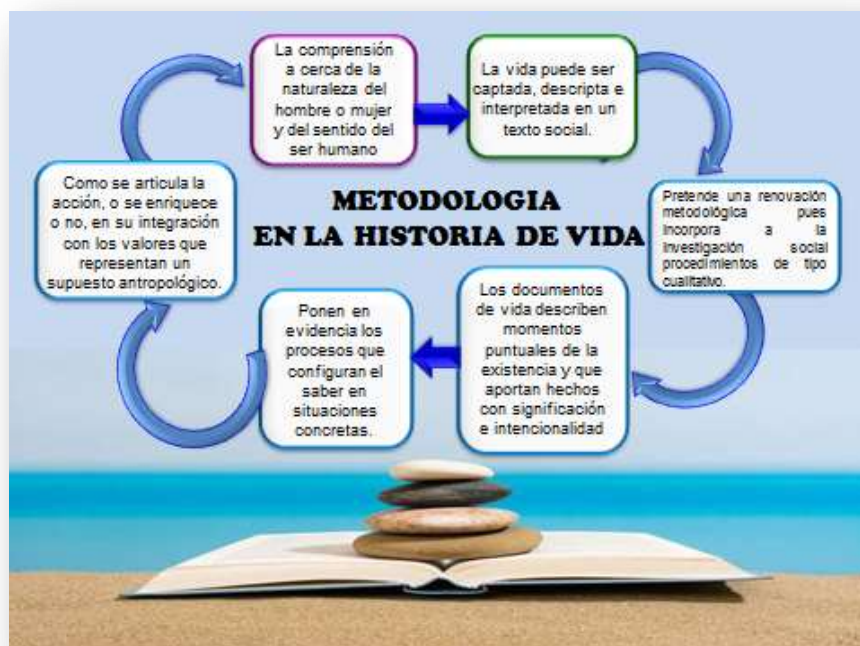 La comprensión
a cerca de la
naturaleza del
hombre o mujer
y del sentido del
ser humano
La vida puede ser
captada, descripta e
interpretada en un
texto social.
METODOLOGIA
EN LA HISTORIA DE VIDA
Como se articula la
acción, o se enriquece
o no, en su integración
con los valores que
representan un
supuesto antropológico.
Pretende una renovación
metodológica pues
incorpora a la
investigación social
procedimientos de tipo
cualitativo.
Los documentos
de vida describen
momentos
puntuales de la
existencia y que
aportan hechos
con significación
e intencionalidad
Ponen en
evidencia los
procesos que
configuran el
saber en
situaciones
concretas.